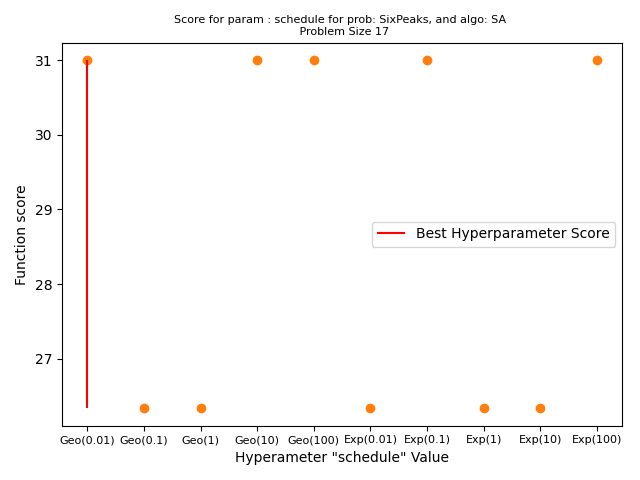 Score for param : schedule for prob: SixPeaks, and algo: SA
Problem Size 17
31
30
29
28
27
Function score
Best Hyperparameter Score
Geo(0.01) Geo(0.1) Geo(1) Geo(10) Geo(100) Exp(0.01) Exp(0.1) Exp(1) Exp(10) Exp(100)
Hyperameter "schedule" Value